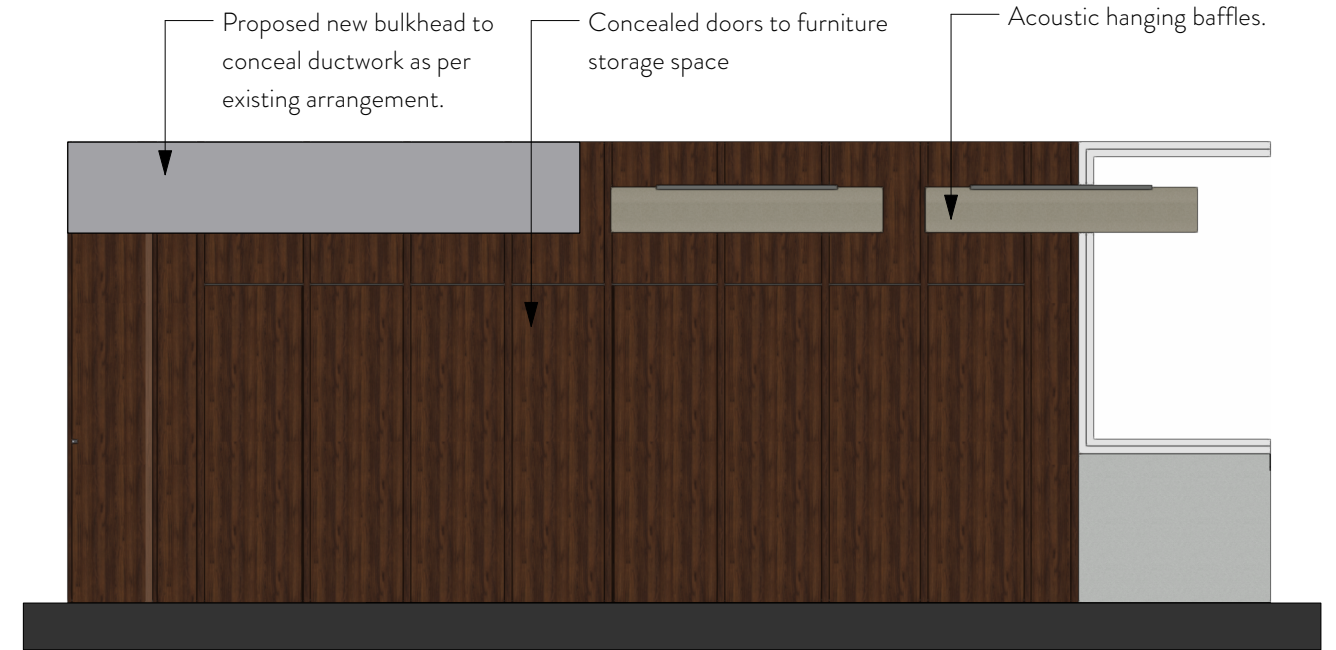 Proposed new bulkhead to
conceal ductwork as per
existing arrangement.
Concealed doors to furniture
storage space
Acoustic hanging baffles.